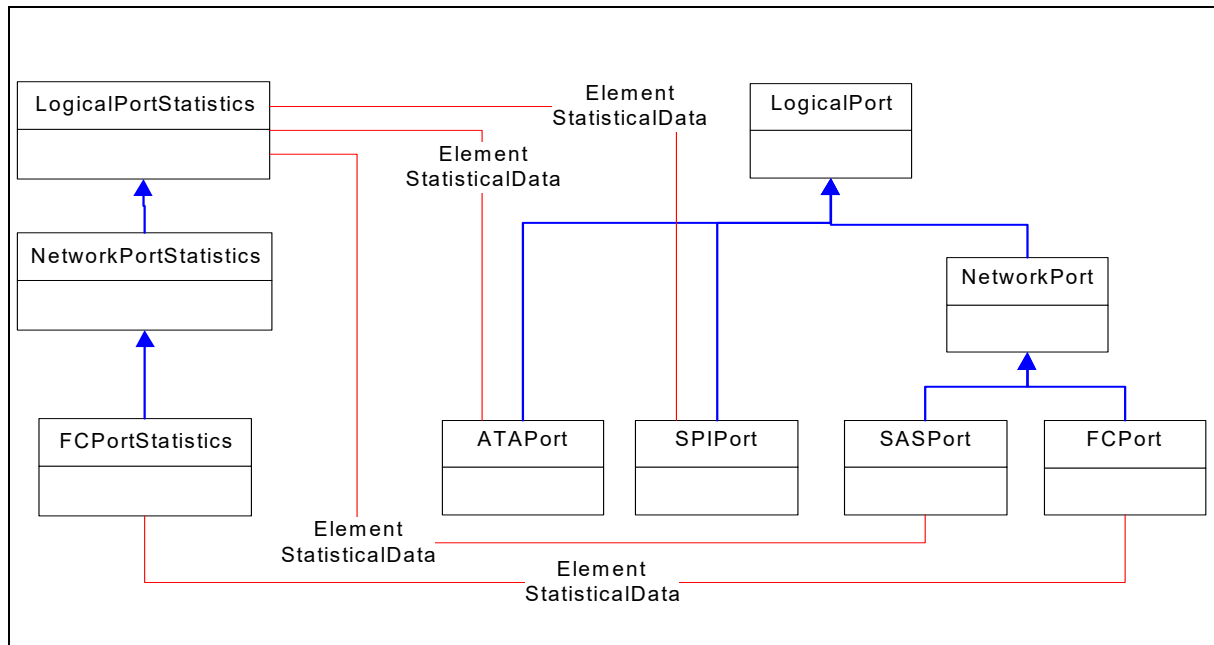 LogicalPortStatistics
Element
StatisticalData
LogicalPort
Element
StatisticalData
NetworkPortStatistics
NetworkPort
FCPortStatistics
ATAPort
SPIPort
SASPort
FCPort
Element
StatisticalData
Element
StatisticalData